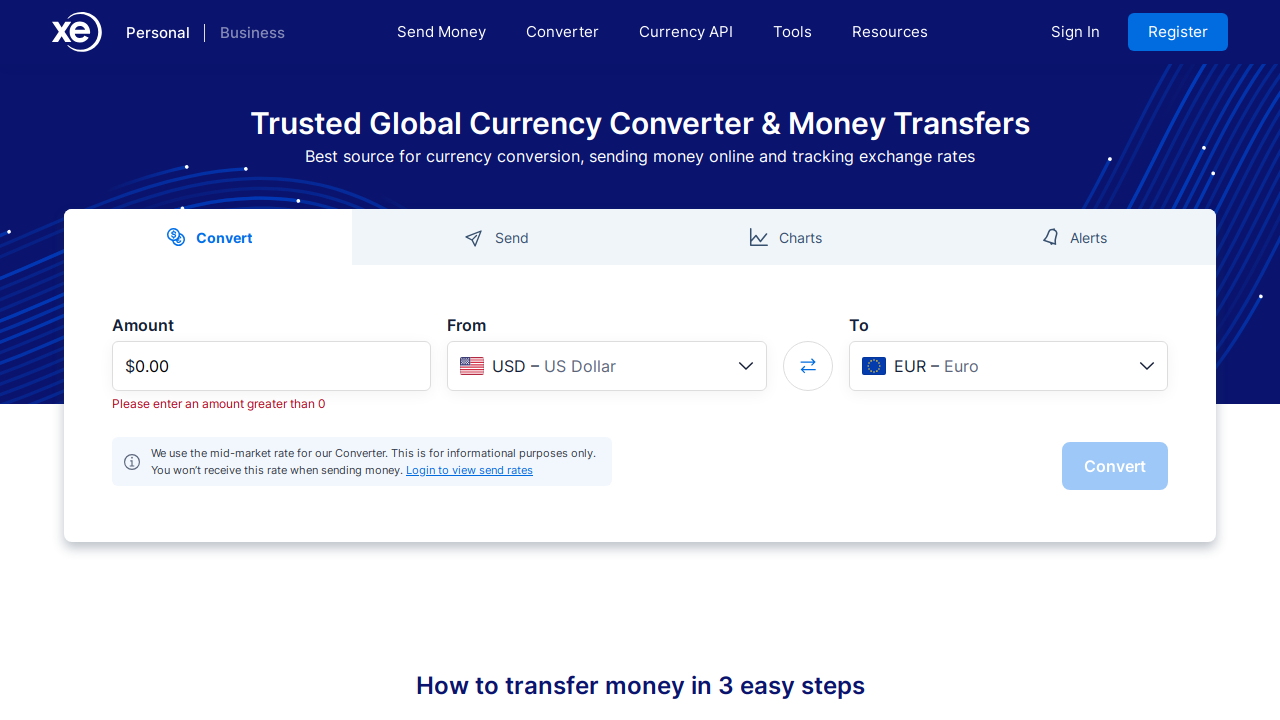 xe Personal Business Send Money Converter Currency API Tools Resources Sign In Register
Trusted Global Currency Converter & Money Transfers
Best source for currency conversion, sending money online and tracking exchange rates
Convert Send Charts Alerts
Amount From To
$0.00 USD – US Dollar EUR – Euro
Please enter an amount greater than 0
We use the mid-market rate for our Converter. This is for informational purposes only.
You won't receive this rate when sending money. Login to view send rates
Convert
How to transfer money in 3 easy steps